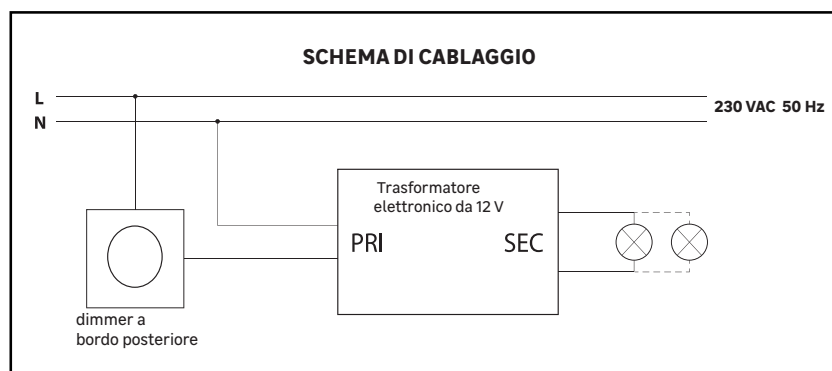 SCHEMA DI CABLAGGIO
L
N
230 VAC 50 Hz
Trasformatore
elettronico da 12 V
PRI
SEC
dimmer a
bordo posteriore